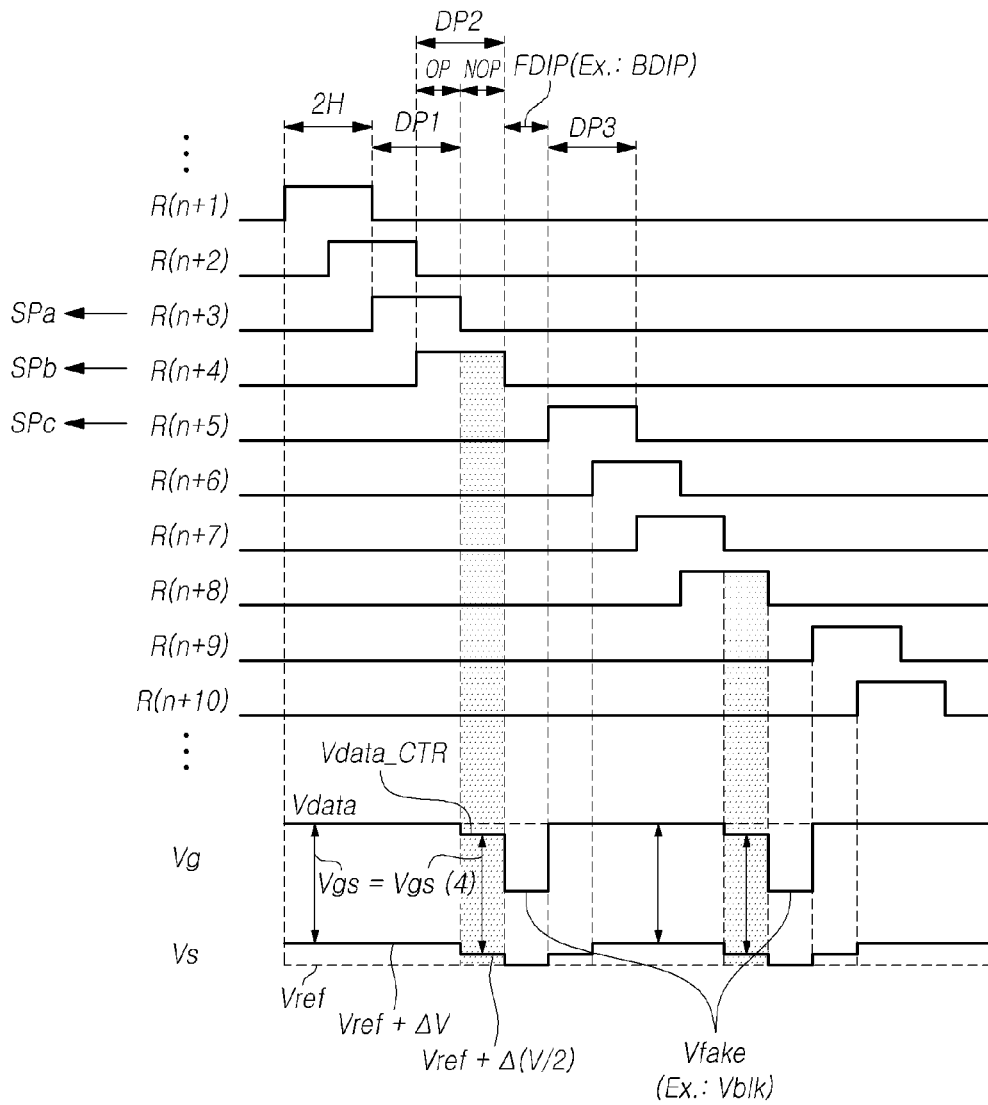 DP2
OP NOP
FDIP(Ex.: BDIP)
2H
DP1
DP3
R(n+1)
R(n+2)
SPa R(n+3)
SPb R(n+4)
SPc R(n+5)
R(n+6)
R(n+7)
R(n+8)
R(n+9)
R(n+10)
Vdata_CTR
Vdata
Vg
Vgs = Vgs (4)
Vs
Vref
Vref + ΔV
Vref + Δ(V/2)
Vfake
(Ex.: Vblk)